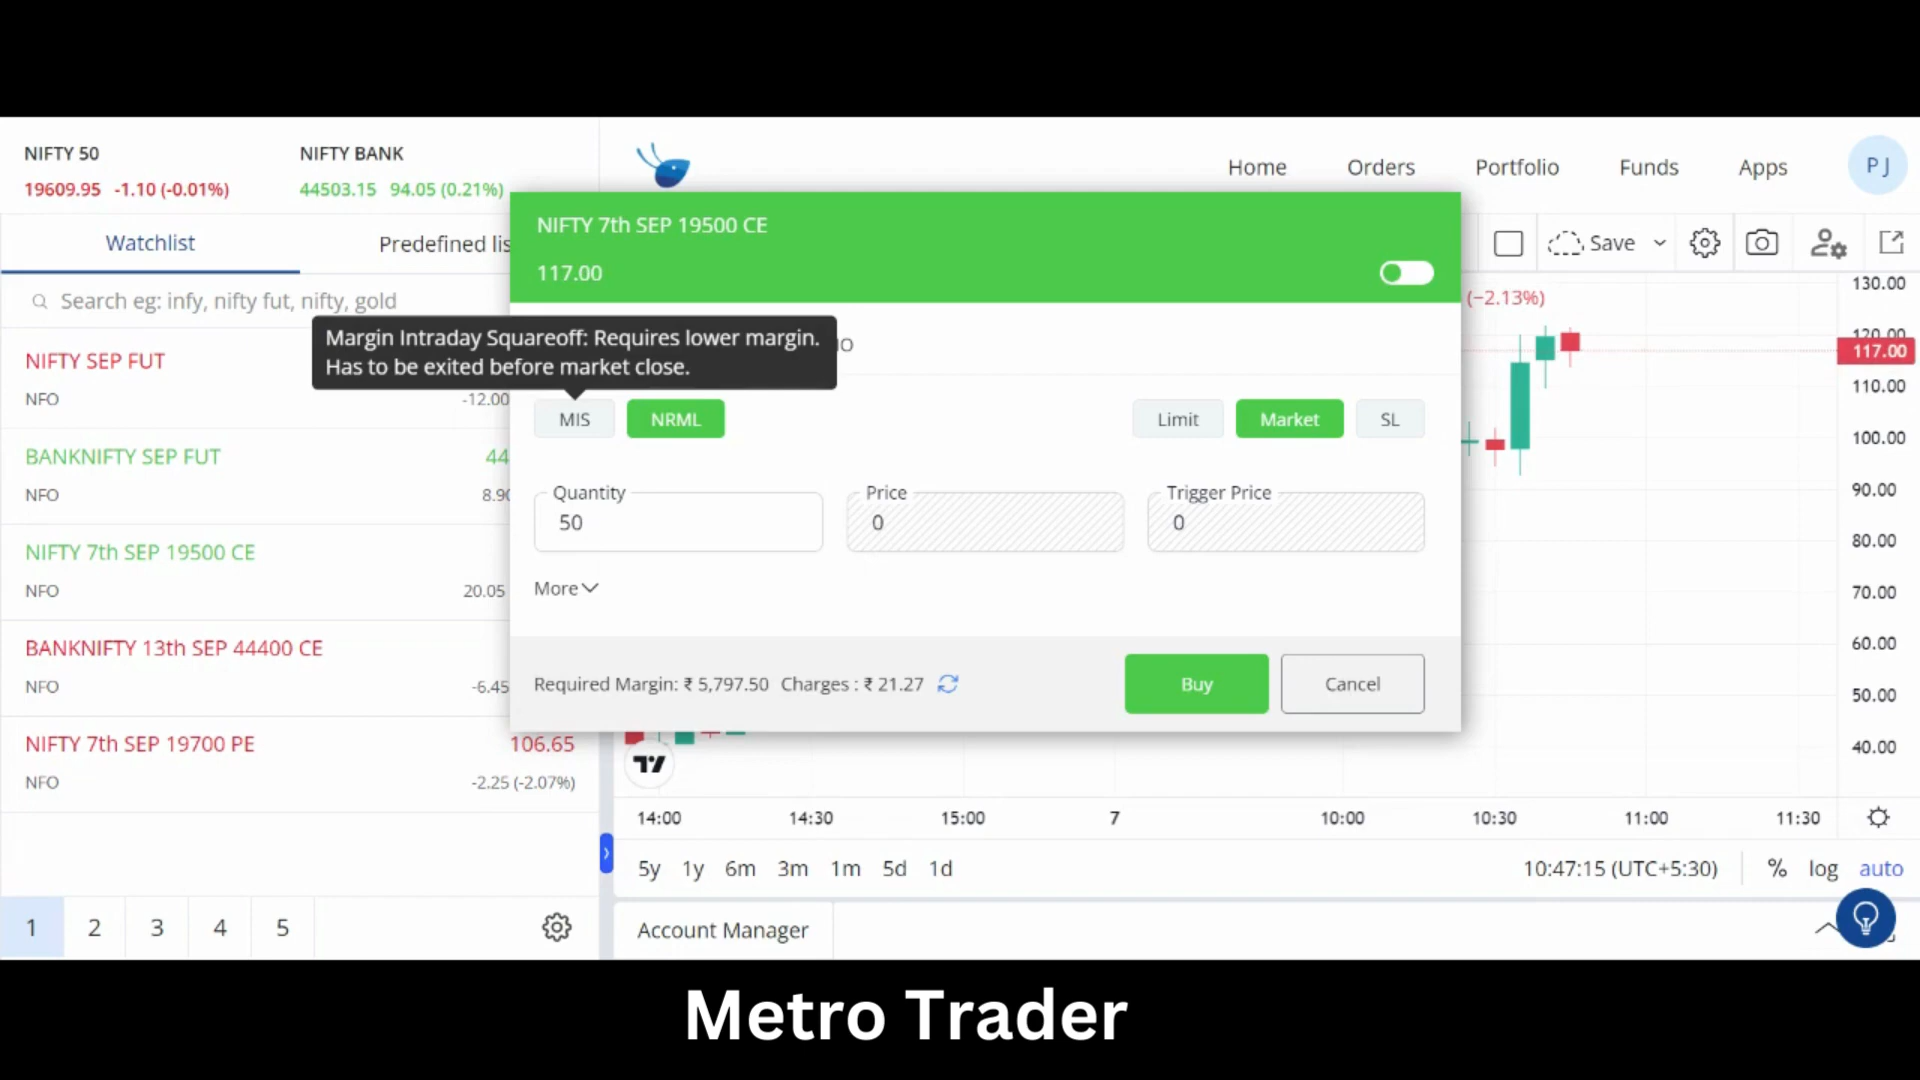 NIFTY 50
19609.95 -1.10 (-0.01%)
NIFTY BANK
44503.15 94.05 (0.21%)
Home
Orders
Portfolio
Funds
Apps
PJ
Watchlist
Predefined lis
Search eg: infy, nifty fut, nifty, gold
NIFTY SEP FUT
NFO
-12.00
BANKNIFTY SEP FUT
44
NFO
8.90
NIFTY 7th SEP 19500 CE
NFO
20.05
BANKNIFTY 13th SEP 44400 CE
NFO
-6.45
NIFTY 7th SEP 19700 PE
106.65
NFO
-2.25 (-2.07%)
1
2
3
4
5
NIFTY 7th SEP 19500 CE
117.00
Margin Intraday Squareoff: Requires lower margin.
Has to be exited before market close.
MIS
NRML
Limit
Market
SL
Quantity
50
Price
0
Trigger Price
0
More
Required Margin: ₹ 5,797.50 Charges : ₹ 21.27
Buy
Cancel
Save
(−2.13%)
130.00
120.00
117.00
110.00
100.00
90.00
80.00
70.00
60.00
50.00
40.00
14:00
14:30
15:00
7
10:00
10:30
11:00
11:30
5y
1y
6m
3m
1m
5d
1d
10:47:15 (UTC+5:30)
%
log
auto
Account Manager
Metro Trader